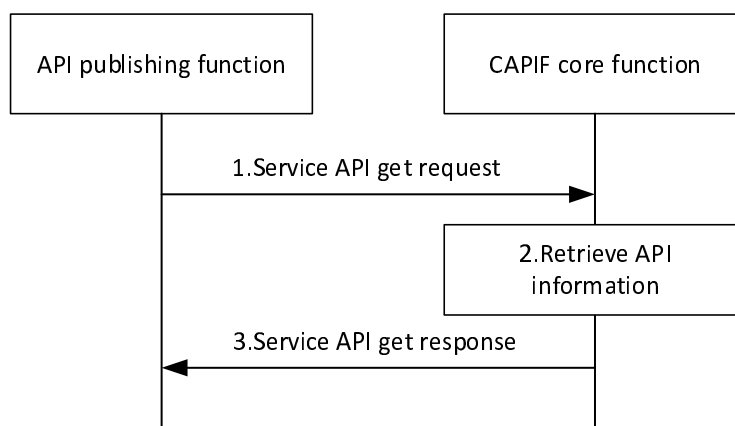 API publishing function
CAPIF core function
1.Service API get request
2.Retrieve API
information
3.Service API get response